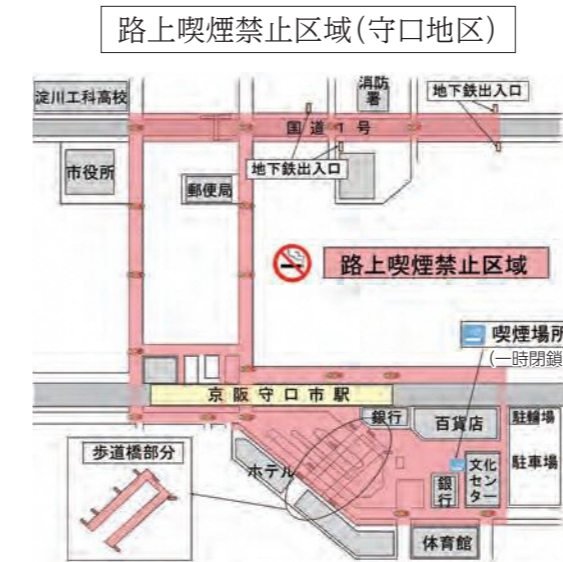 路上喫煙禁止区域(守口地区)
淀川工科高校
消防
署
地下鉄出入口
国道1号
市役所
地下鉄出入口
郵便局
路上喫煙禁止区域
喫煙場所
(一時閉鎖
京阪守口市駅
銀行
百貨店
駐輪場
歩道橋部分
ホテル
銀行
文化
セン
ター
駐車場
体育館